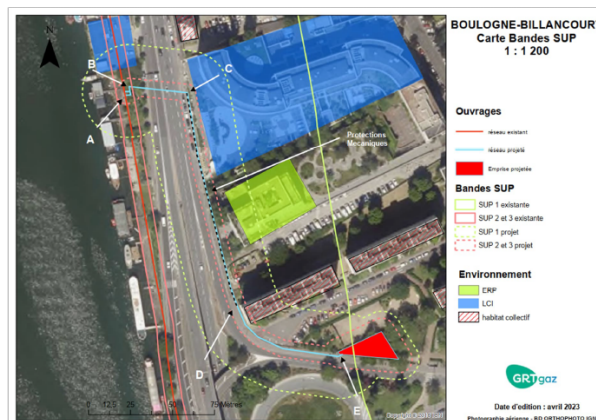 BOULOGNE-BILLANCOURT
Carte Bandes SUP
1 : 1 200
N
B
C
A
Protections
Mécaniques
Ouvrages
réseau existant
réseau projeté
Emprise projetée
Bandes SUP
SUP 1 existante
SUP 2 et 3 existante
SUP 1 projet
SUP 2 et 3 projet
Environnement
ERP
LCI
habitat collectif
D
E
0 12,5 25 50 75 Mètres
GRTgaz
Date d'édition : avril 2023
Photographie aérienne - BD ORTHOPHOTO IGN